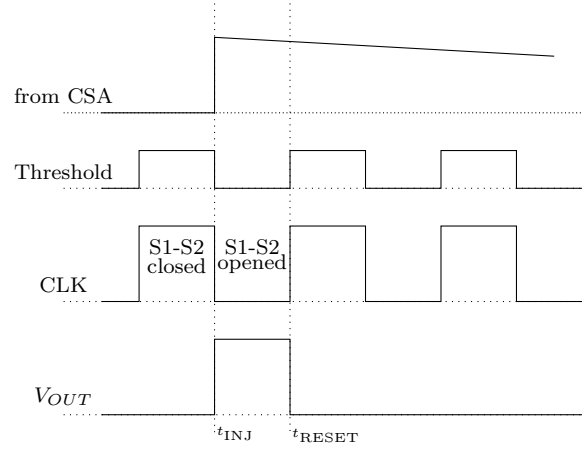 from CSA
Threshold
S1-S2 S1-S2
closed opened
CLK
V_OUT
t_INJ t_RESET